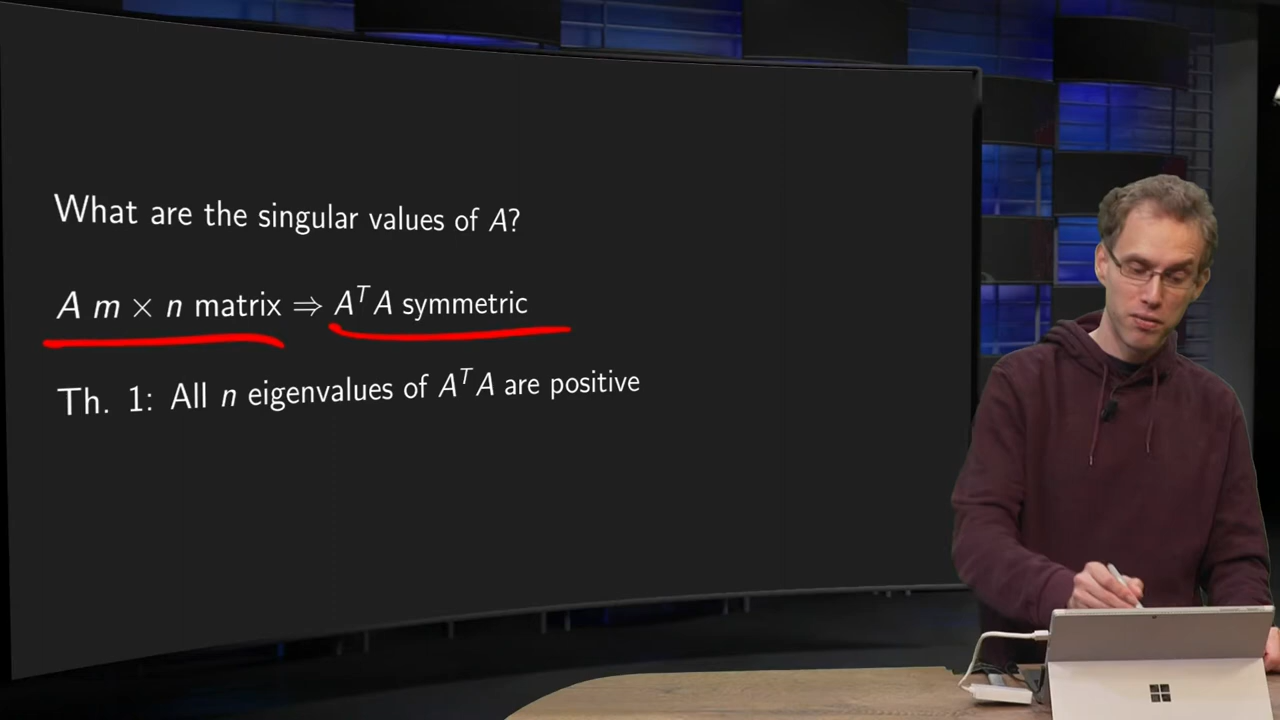 What are the singular values of A?
A m × n matrix ⇒ AᵀA symmetric
Th. 1: All n eigenvalues of AᵀA are positive